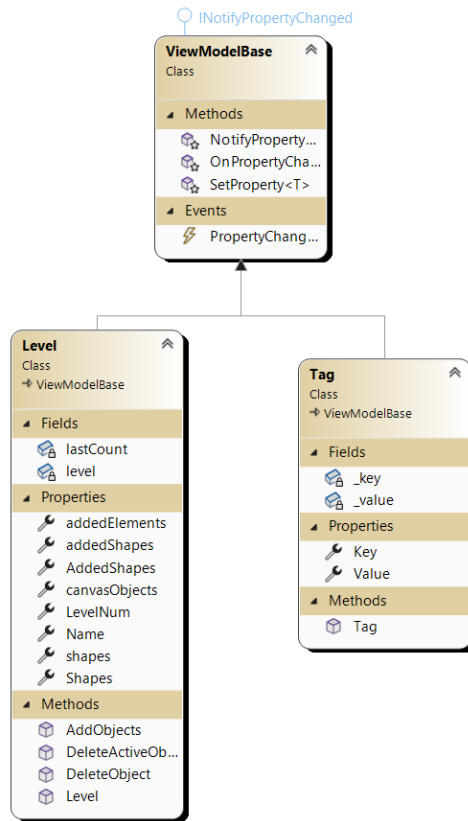 INotifyPropertyChanged
ViewModelBase
Class
Methods
NotifyProperty...
OnPropertyCha...
SetProperty<T>
Events
PropertyChang...
Level
Class
ViewModelBase
Fields
lastCount
level
Properties
addedElements
addedShapes
AddedShapes
canvasObjects
LevelNum
Name
shapes
Shapes
Methods
AddObjects
DeleteActiveOb...
DeleteObject
Level
Tag
Class
ViewModelBase
Fields
_key
_value
Properties
Key
Value
Methods
Tag